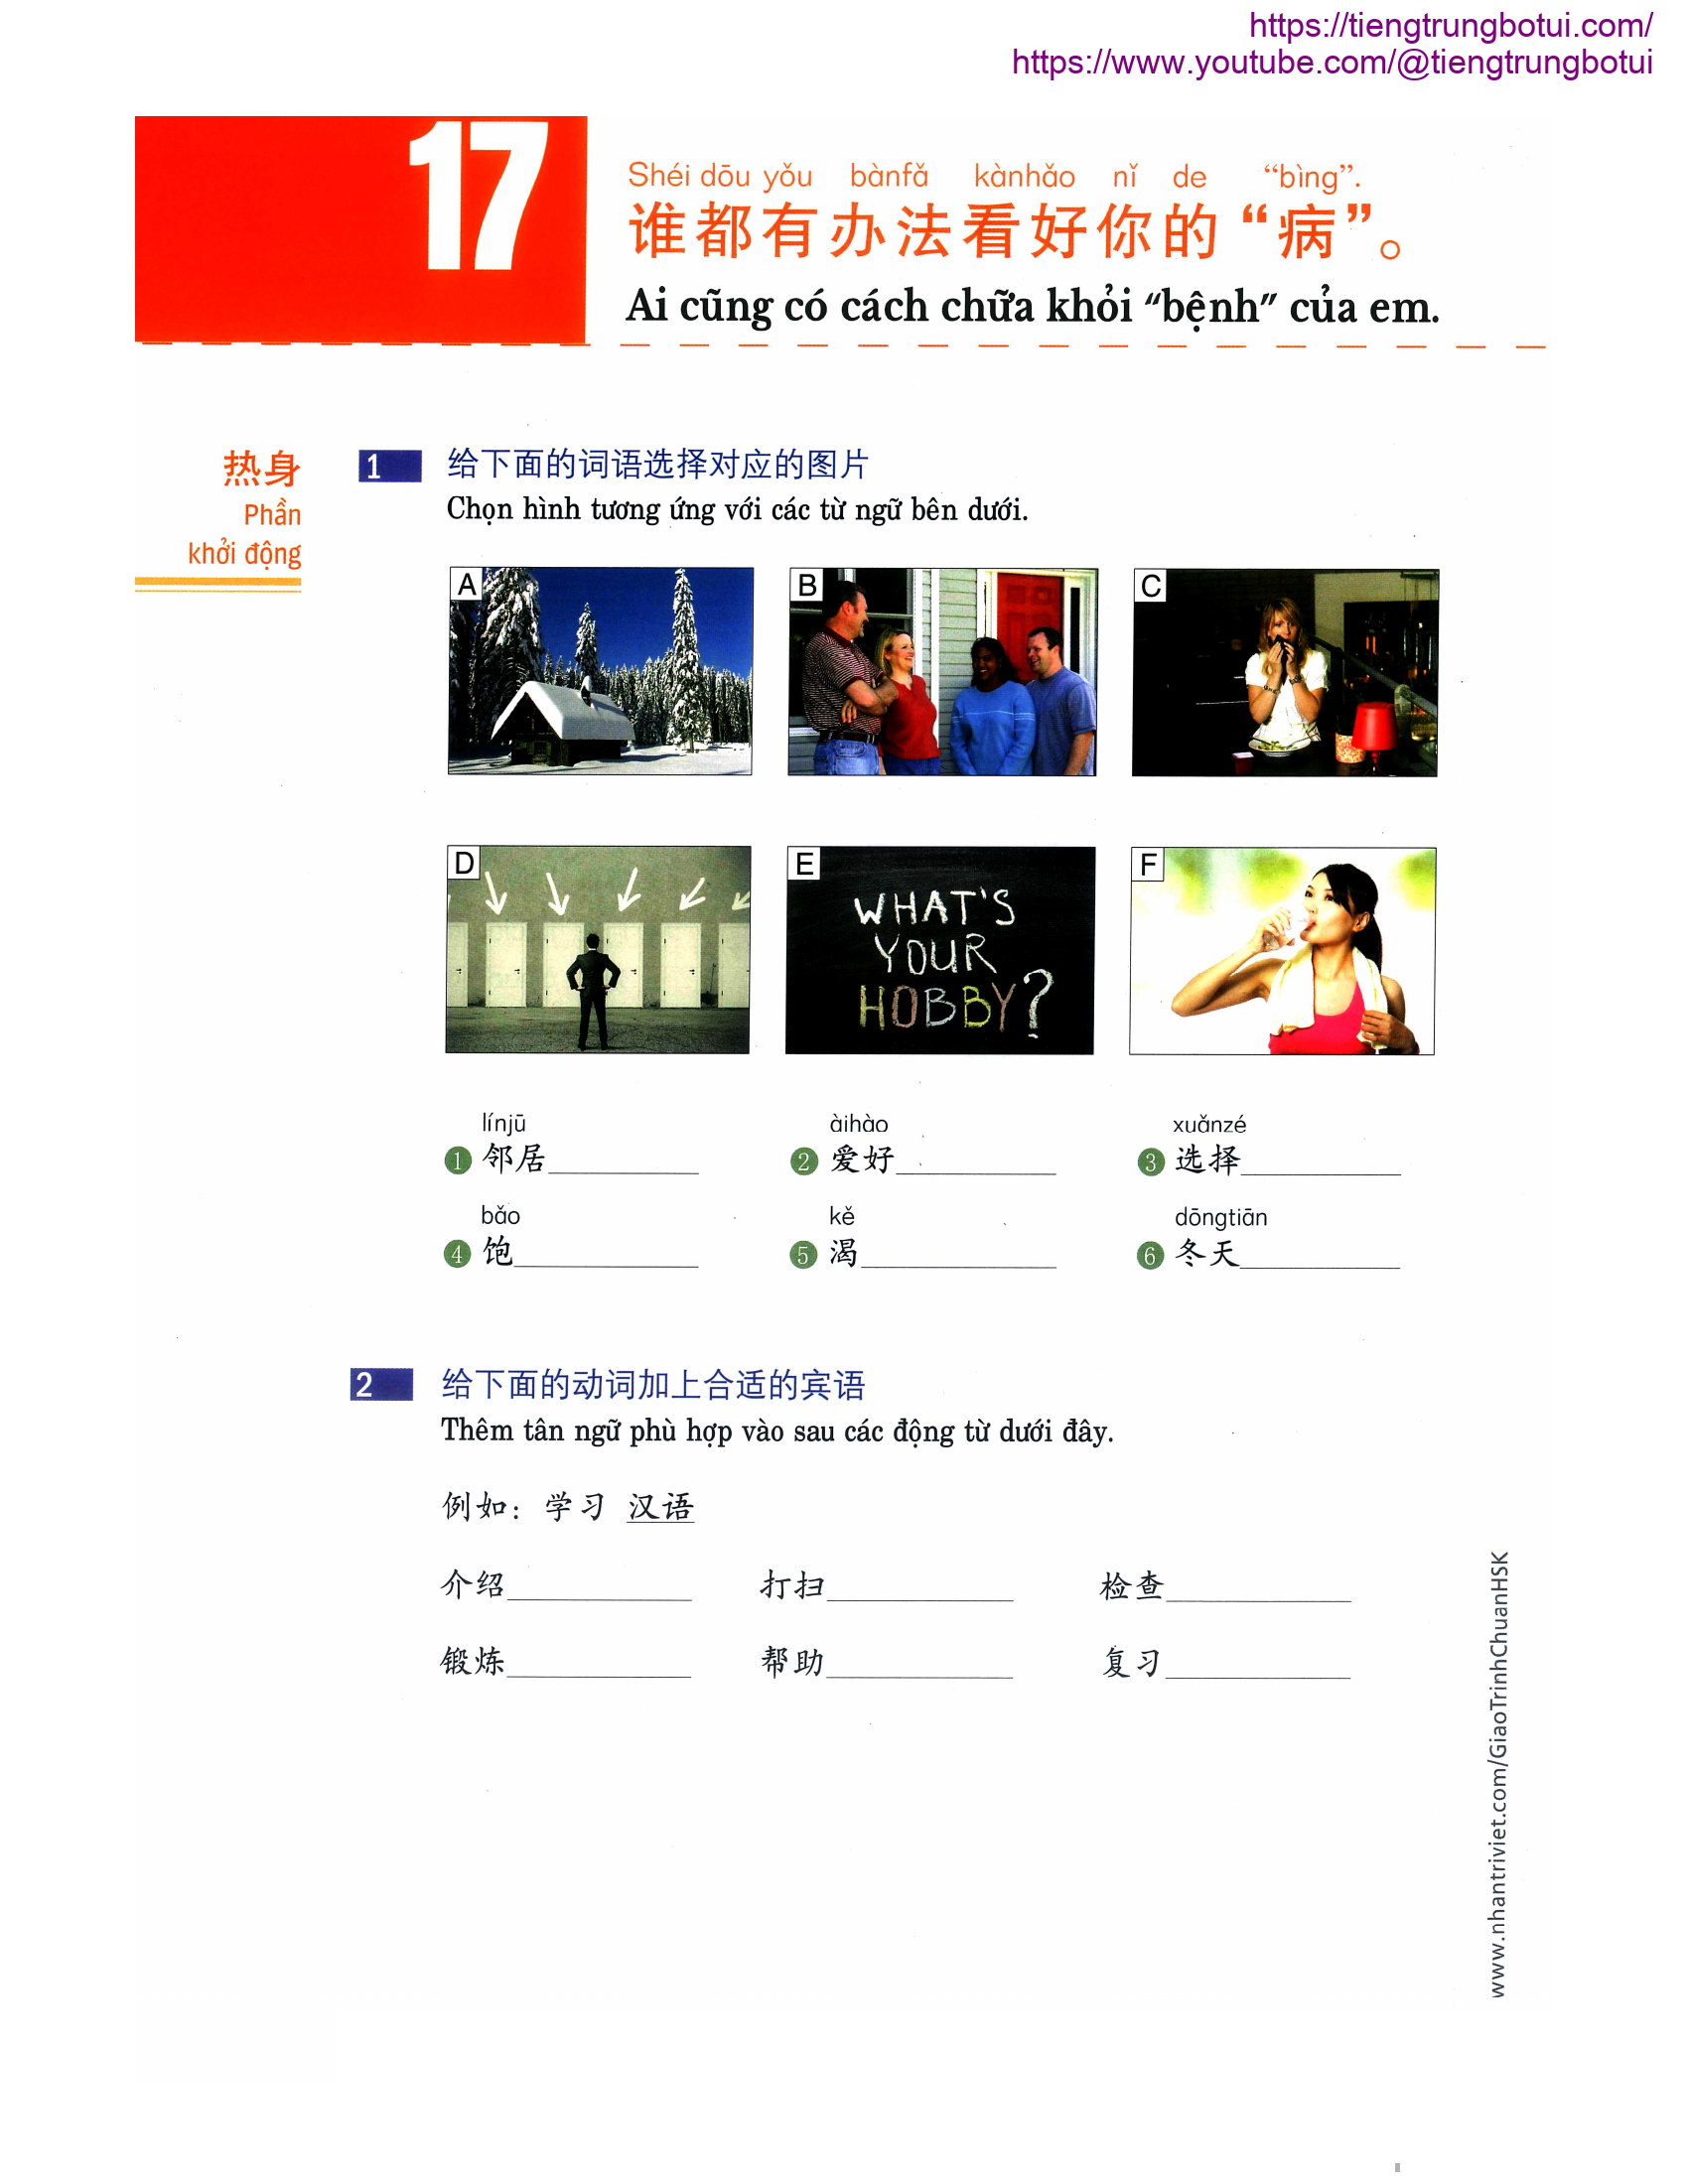 https://tiengtrungbotui.com/
https://www.youtube.com/@tiengtrungbotui
17
Shéi dōu yǒu bànfǎ kànhǎo nǐ de “bìng”.
谁都有办法看好你的“病”。
Ai cũng có cách chữa khỏi “bệnh” của em.
热身
Phần
khởi động
1 给下面的词语选择对应的图片
Chọn hình tương ứng với các từ ngữ bên dưới.
A B C
D E F
WHAT'S
YOUR
HOBBY?
línjū àihào xuǎnzé
1 邻居________ 2 爱好________ 3 选择________
bǎo kě dōngtiān
4 饱________ 5 渴________ 6 冬天________
2 给下面的动词加上合适的宾语
Thêm tân ngữ phù hợp vào sau các động từ dưới đây.
例如：学习 汉语
介绍________ 打扫________ 检查________
锻炼________ 帮助________ 复习________
www.nhantriviet.com/GiaoTrinhChuanHSK